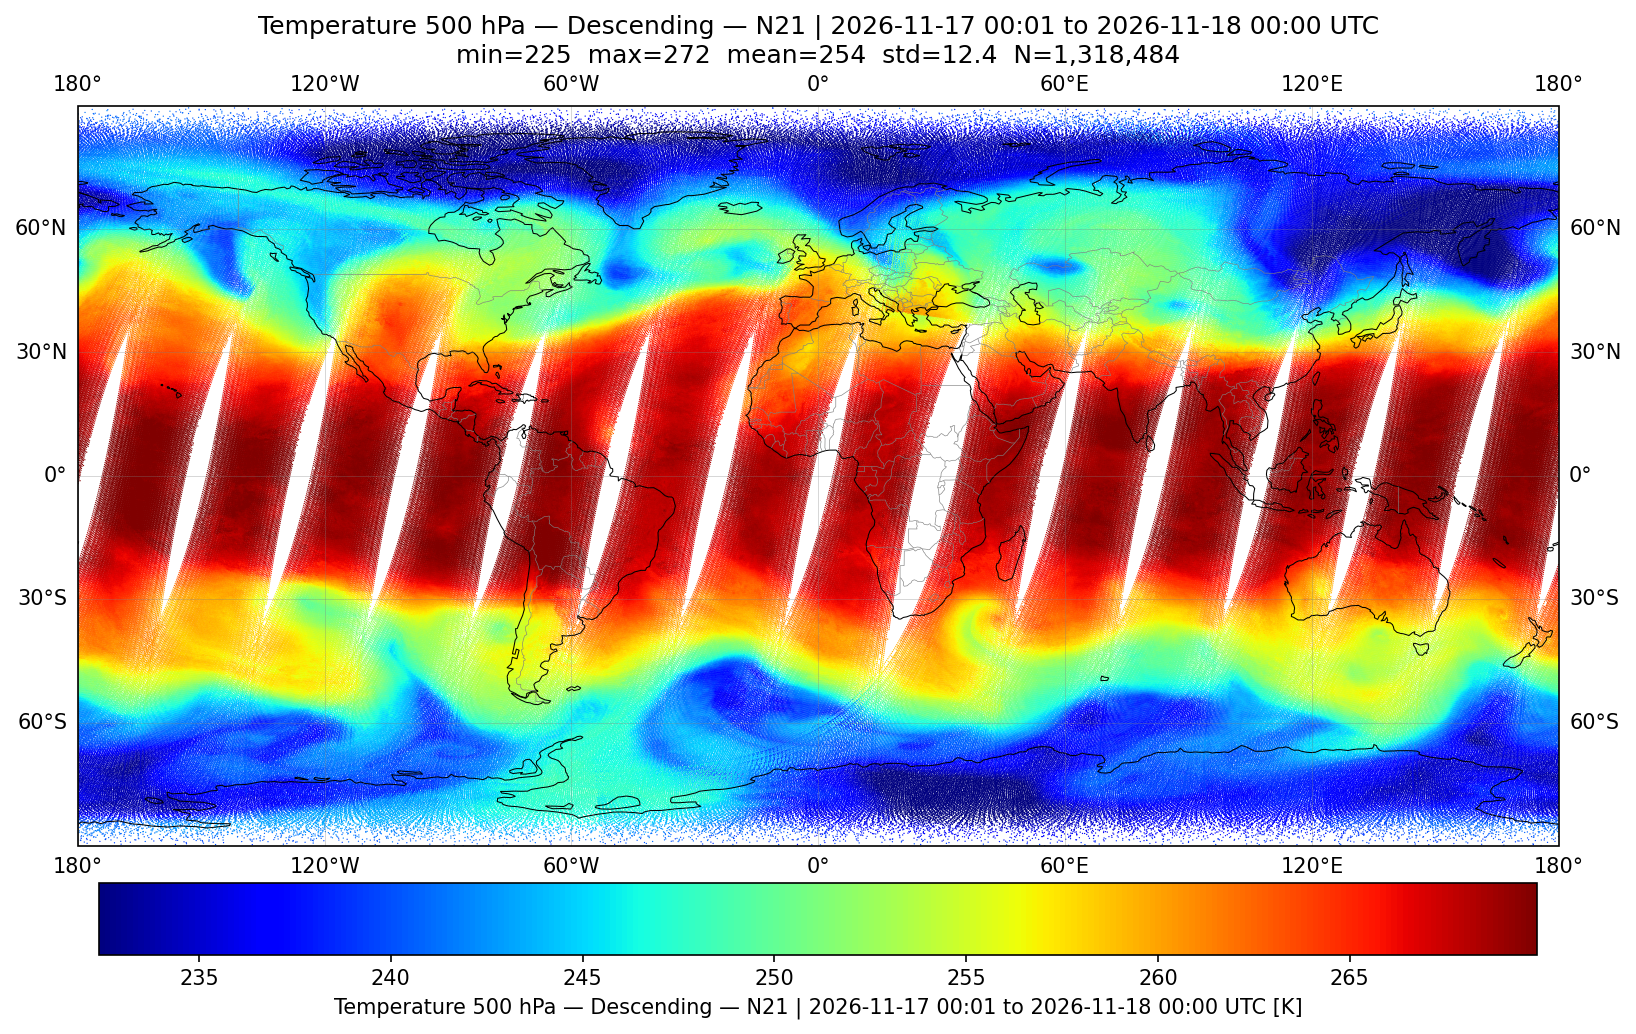 Temperature 500 hPa — Descending — N21 | 2026-11-17 00:01 to 2026-11-18 00:00 UTC
min=225  max=272  mean=254  std=12.4  N=1,318,484
180° 120°W 60°W 0° 60°E 120°E 180°
60°N 60°N
30°N 30°N
0° 0°
30°S 30°S
60°S 60°S
180° 120°W 60°W 0° 60°E 120°E 180°
235 240 245 250 255 260 265
Temperature 500 hPa — Descending — N21 | 2026-11-17 00:01 to 2026-11-18 00:00 UTC [K]